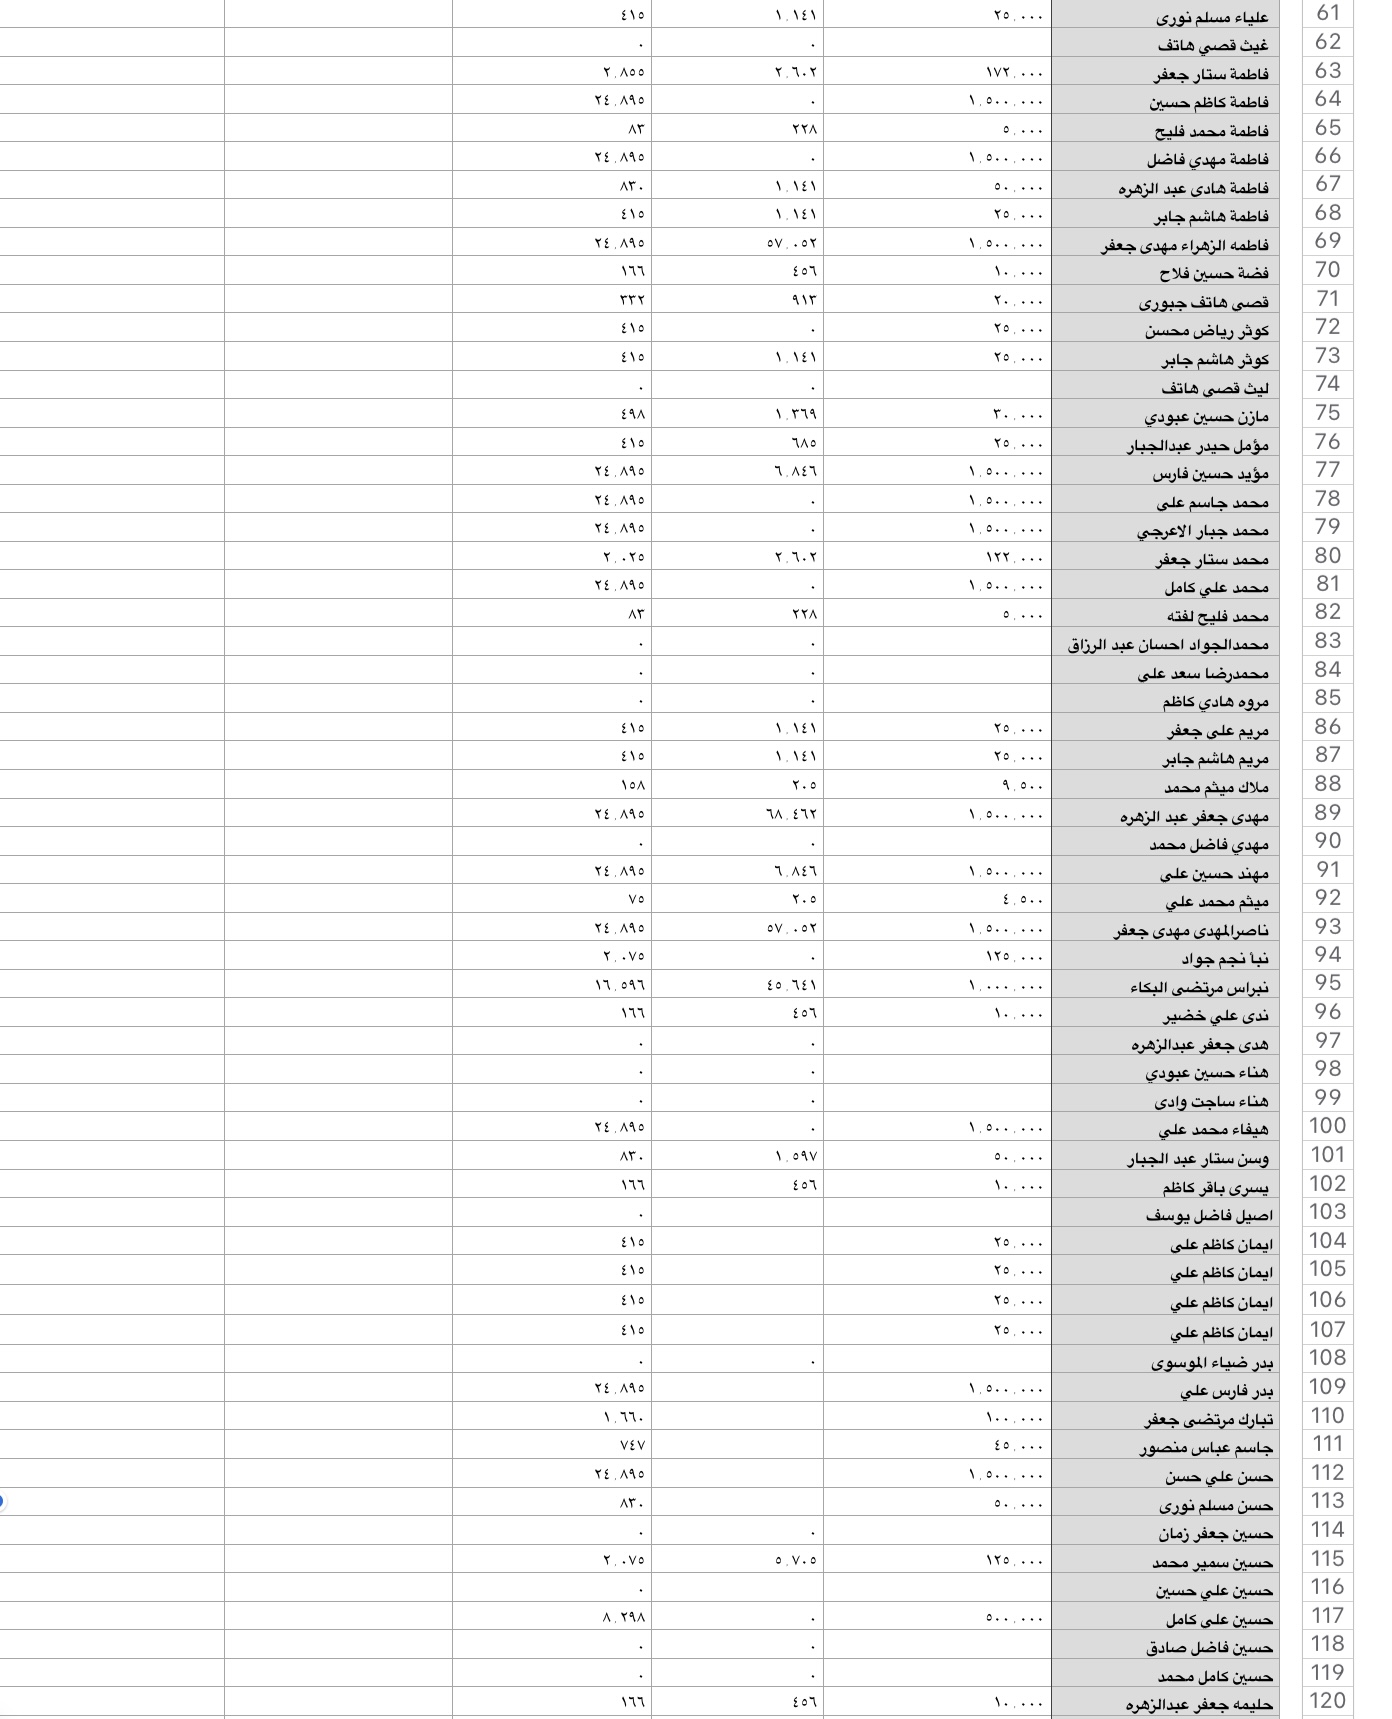 61 علياء مسلم نورى ٢٥.٠٠٠ ١.١٤١ ٤١٥
62 غيث قصي هاتف ٠ ٠
63 فاطمة ستار جعفر ١٧٢.٠٠٠ ٢.٦٠٢ ٢.٨٥٥
64 فاطمة كاظم حسين ١.٥٠٠.٠٠٠ ٠ ٢٤.٨٩٥
65 فاطمة محمد فليح ٥.٠٠٠ ٢٢٨ ٨٣
66 فاطمة مهدي فاضل ١.٥٠٠.٠٠٠ ٠ ٢٤.٨٩٥
67 فاطمة هادى عبد الزهره ٥٠.٠٠٠ ١.١٤١ ٨٣٠
68 فاطمة هاشم جابر ٢٥.٠٠٠ ١.١٤١ ٤١٥
69 فاطمه الزهراء مهدى جعفر ١.٥٠٠.٠٠٠ ٥٧.٠٥٢ ٢٤.٨٩٥
70 فضة حسين فلاح ١٠.٠٠٠ ٤٥٦ ١٦٦
71 قصى هاتف جبورى ٢٠.٠٠٠ ٩١٣ ٣٣٢
72 كوثر رياض محسن ٢٥.٠٠٠ ٠ ٤١٥
73 كوثر هاشم جابر ٢٥.٠٠٠ ١.١٤١ ٤١٥
74 ليث قصى هاتف ٠ ٠
75 مازن حسين عبودي ٣٠.٠٠٠ ١.٣٦٩ ٤٩٨
76 مؤمل حيدر عبدالجبار ٢٥.٠٠٠ ٦٨٥ ٤١٥
77 مؤيد حسين فارس ١.٥٠٠.٠٠٠ ٦.٨٤٦ ٢٤.٨٩٥
78 محمد جاسم على ١.٥٠٠.٠٠٠ ٠ ٢٤.٨٩٥
79 محمد جبار الاعرجي ١.٥٠٠.٠٠٠ ٠ ٢٤.٨٩٥
80 محمد ستار جعفر ١٢٢.٠٠٠ ٢.٦٠٢ ٢.٠٢٥
81 محمد علي كامل ١.٥٠٠.٠٠٠ ٠ ٢٤.٨٩٥
82 محمد فليح لفته ٥.٠٠٠ ٢٢٨ ٨٣
83 محمدالجواد احسان عبد الرزاق ٠ ٠
84 محمدرضا سعد على ٠ ٠
85 مروه هادي كاظم ٠ ٠
86 مريم على جعفر ٢٥.٠٠٠ ١.١٤١ ٤١٥
87 مريم هاشم جابر ٢٥.٠٠٠ ١.١٤١ ٤١٥
88 ملاك ميثم محمد ٩.٥٠٠ ٢٠٥ ١٥٨
89 مهدى جعفر عبد الزهره ١.٥٠٠.٠٠٠ ٦٨.٤٦٢ ٢٤.٨٩٥
90 مهدي فاضل محمد ٠ ٠
91 مهند حسين على ١.٥٠٠.٠٠٠ ٦.٨٤٦ ٢٤.٨٩٥
92 ميثم محمد علي ٤.٥٠٠ ٢٠٥ ٧٥
93 ناصرالمهدى مهدى جعفر ١.٥٠٠.٠٠٠ ٥٧.٠٥٢ ٢٤.٨٩٥
94 نبأ نجم جواد ١٢٥.٠٠٠ ٠ ٢.٠٧٥
95 نبراس مرتضى البكاء ١.٠٠٠.٠٠٠ ٤٥.٦٤١ ١٦.٥٩٦
96 ندى علي خضير ١٠.٠٠٠ ٤٥٦ ١٦٦
97 هدى جعفر عبدالزهره ٠ ٠
98 هناء حسين عبودي ٠ ٠
99 هناء ساجت وادى ٠ ٠
100 هيفاء محمد علي ١.٥٠٠.٠٠٠ ٠ ٢٤.٨٩٥
101 وسن ستار عبد الجبار ٥٠.٠٠٠ ١.٥٩٧ ٨٣٠
102 يسرى باقر كاظم ١٠.٠٠٠ ٤٥٦ ١٦٦
103 اصيل فاضل يوسف ٠
104 ايمان كاظم على ٢٥.٠٠٠ ٤١٥
105 ايمان كاظم علي ٢٥.٠٠٠ ٤١٥
106 ايمان كاظم علي ٢٥.٠٠٠ ٤١٥
107 ايمان كاظم علي ٢٥.٠٠٠ ٤١٥
108 بدر ضياء الموسوى ٠ ٠
109 بدر فارس علي ١.٥٠٠.٠٠٠ ٢٤.٨٩٥
110 تبارك مرتضى جعفر ١٠٠.٠٠٠ ١.٦٦٠
111 جاسم عباس منصور ٤٥.٠٠٠ ٧٤٧
112 حسن علي حسن ١.٥٠٠.٠٠٠ ٢٤.٨٩٥
113 حسن مسلم نورى ٥٠.٠٠٠ ٨٣٠
114 حسين جعفر زمان ٠ ٠
115 حسين سمير محمد ١٢٥.٠٠٠ ٥.٧٠٥ ٢.٠٧٥
116 حسين علي حسين ٠
117 حسين على كامل ٥٠٠.٠٠٠ ٠ ٨.٢٩٨
118 حسين فاضل صادق ٠ ٠
119 حسين كامل محمد ٠ ٠
120 حليمه جعفر عبدالزهره ١٠.٠٠٠ ٤٥٦ ١٦٦